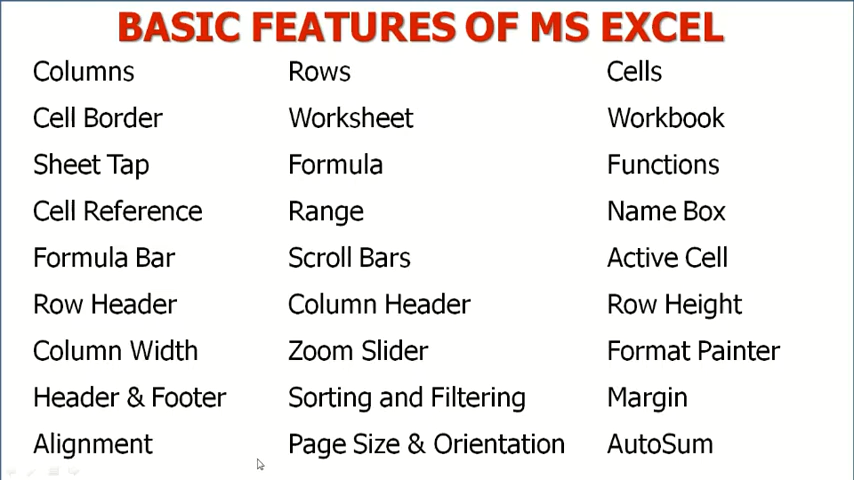 BASIC FEATURES OF MS EXCEL
Columns Rows Cells
Cell Border Worksheet Workbook
Sheet Tap Formula Functions
Cell Reference Range Name Box
Formula Bar Scroll Bars Active Cell
Row Header Column Header Row Height
Column Width Zoom Slider Format Painter
Header & Footer Sorting and Filtering Margin
Alignment Page Size & Orientation AutoSum